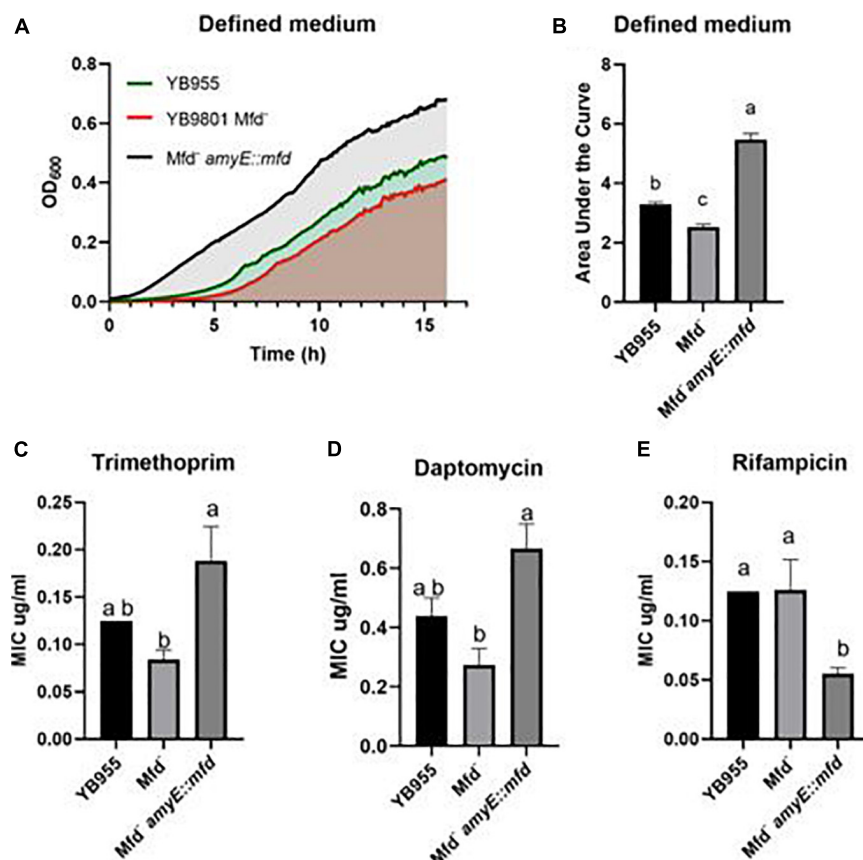 A
Defined medium
0.8
0.6
0.4
0.2
0.0
OD600
YB955
YB9801 Mfd-
Mfd- amyE::mfd
0
5
10
15
Time (h)
B
Defined medium
8
6
4
2
0
Area Under the Curve
b
c
a
YB955
Mfd-
Mfd- amyE::mfd
C
Trimethoprim
0.25
0.20
0.15
0.10
0.05
0.00
MIC ug/ml
a b
b
a
YB955
Mfd-
Mfd- amyE::mfd
D
Daptomycin
0.8
0.6
0.4
0.2
0.0
MIC ug/ml
a b
b
a
YB955
Mfd-
Mfd- amyE::mfd
E
Rifampicin
0.20
0.15
0.10
0.05
0.00
MIC ug/ml
a
a
b
YB955
Mfd-
Mfd- amyE::mfd